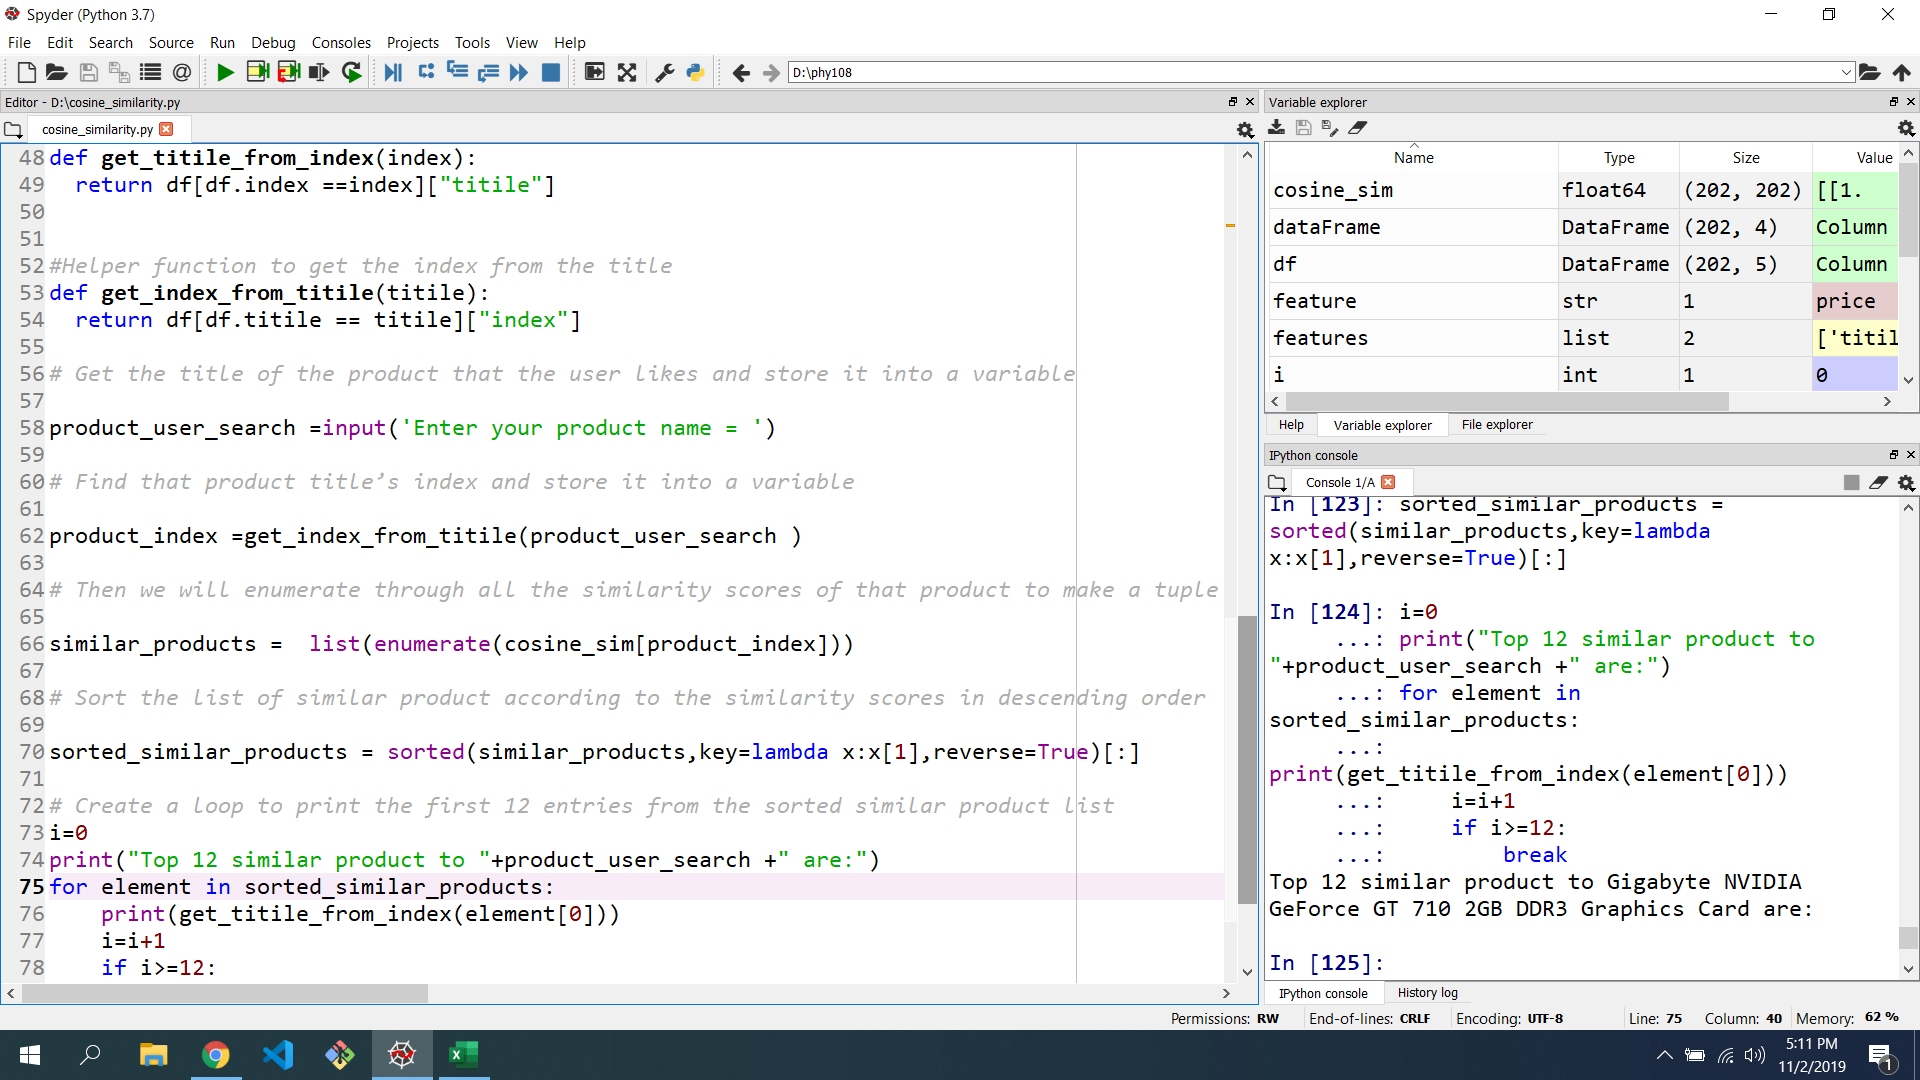 Spyder (Python 3.7)
File Edit Search Source Run Debug Consoles Projects Tools View Help
D:\phy108
Editor - D:\cosine_similarity.py
cosine_similarity.py
48 def get_titile_from_index(index):
49   return df[df.index ==index]["titile"]
50
51
52 #Helper function to get the index from the title
53 def get_index_from_titile(titile):
54   return df[df.titile == titile]["index"]
55
56 # Get the title of the product that the user likes and store it into a variable
57
58 product_user_search =input('Enter your product name = ')
59
60 # Find that product title’s index and store it into a variable
61
62 product_index =get_index_from_titile(product_user_search )
63
64 # Then we will enumerate through all the similarity scores of that product to make a tuple
65
66 similar_products =  list(enumerate(cosine_sim[product_index]))
67
68 # Sort the list of similar product according to the similarity scores in descending order
69
70 sorted_similar_products = sorted(similar_products,key=lambda x:x[1],reverse=True)[:]
71
72 # Create a loop to print the first 12 entries from the sorted similar product list
73 i=0
74 print("Top 12 similar product to "+product_user_search +" are:")
75 for element in sorted_similar_products:
76     print(get_titile_from_index(element[0]))
77     i=i+1
78     if i>=12:
Variable explorer
Name Type Size Value
cosine_sim float64 (202, 202) [[1.
dataFrame DataFrame (202, 4) Column
df DataFrame (202, 5) Column
feature str 1 price
features list 2 ['titil
i int 1 0
Help Variable explorer File explorer
IPython console
Console 1/A
In [123]: sorted_similar_products =
sorted(similar_products,key=lambda
x:x[1],reverse=True)[:]
In [124]: i=0
...: print("Top 12 similar product to
"+product_user_search +" are:")
...: for element in
sorted_similar_products:
...:
print(get_titile_from_index(element[0]))
...:     i=i+1
...:     if i>=12:
...:         break
Top 12 similar product to Gigabyte NVIDIA
GeForce GT 710 2GB DDR3 Graphics Card are:
In [125]:
IPython console History log
Permissions: RW End-of-lines: CRLF Encoding: UTF-8 Line: 75 Column: 40 Memory: 62 %
5:11 PM
11/2/2019
1